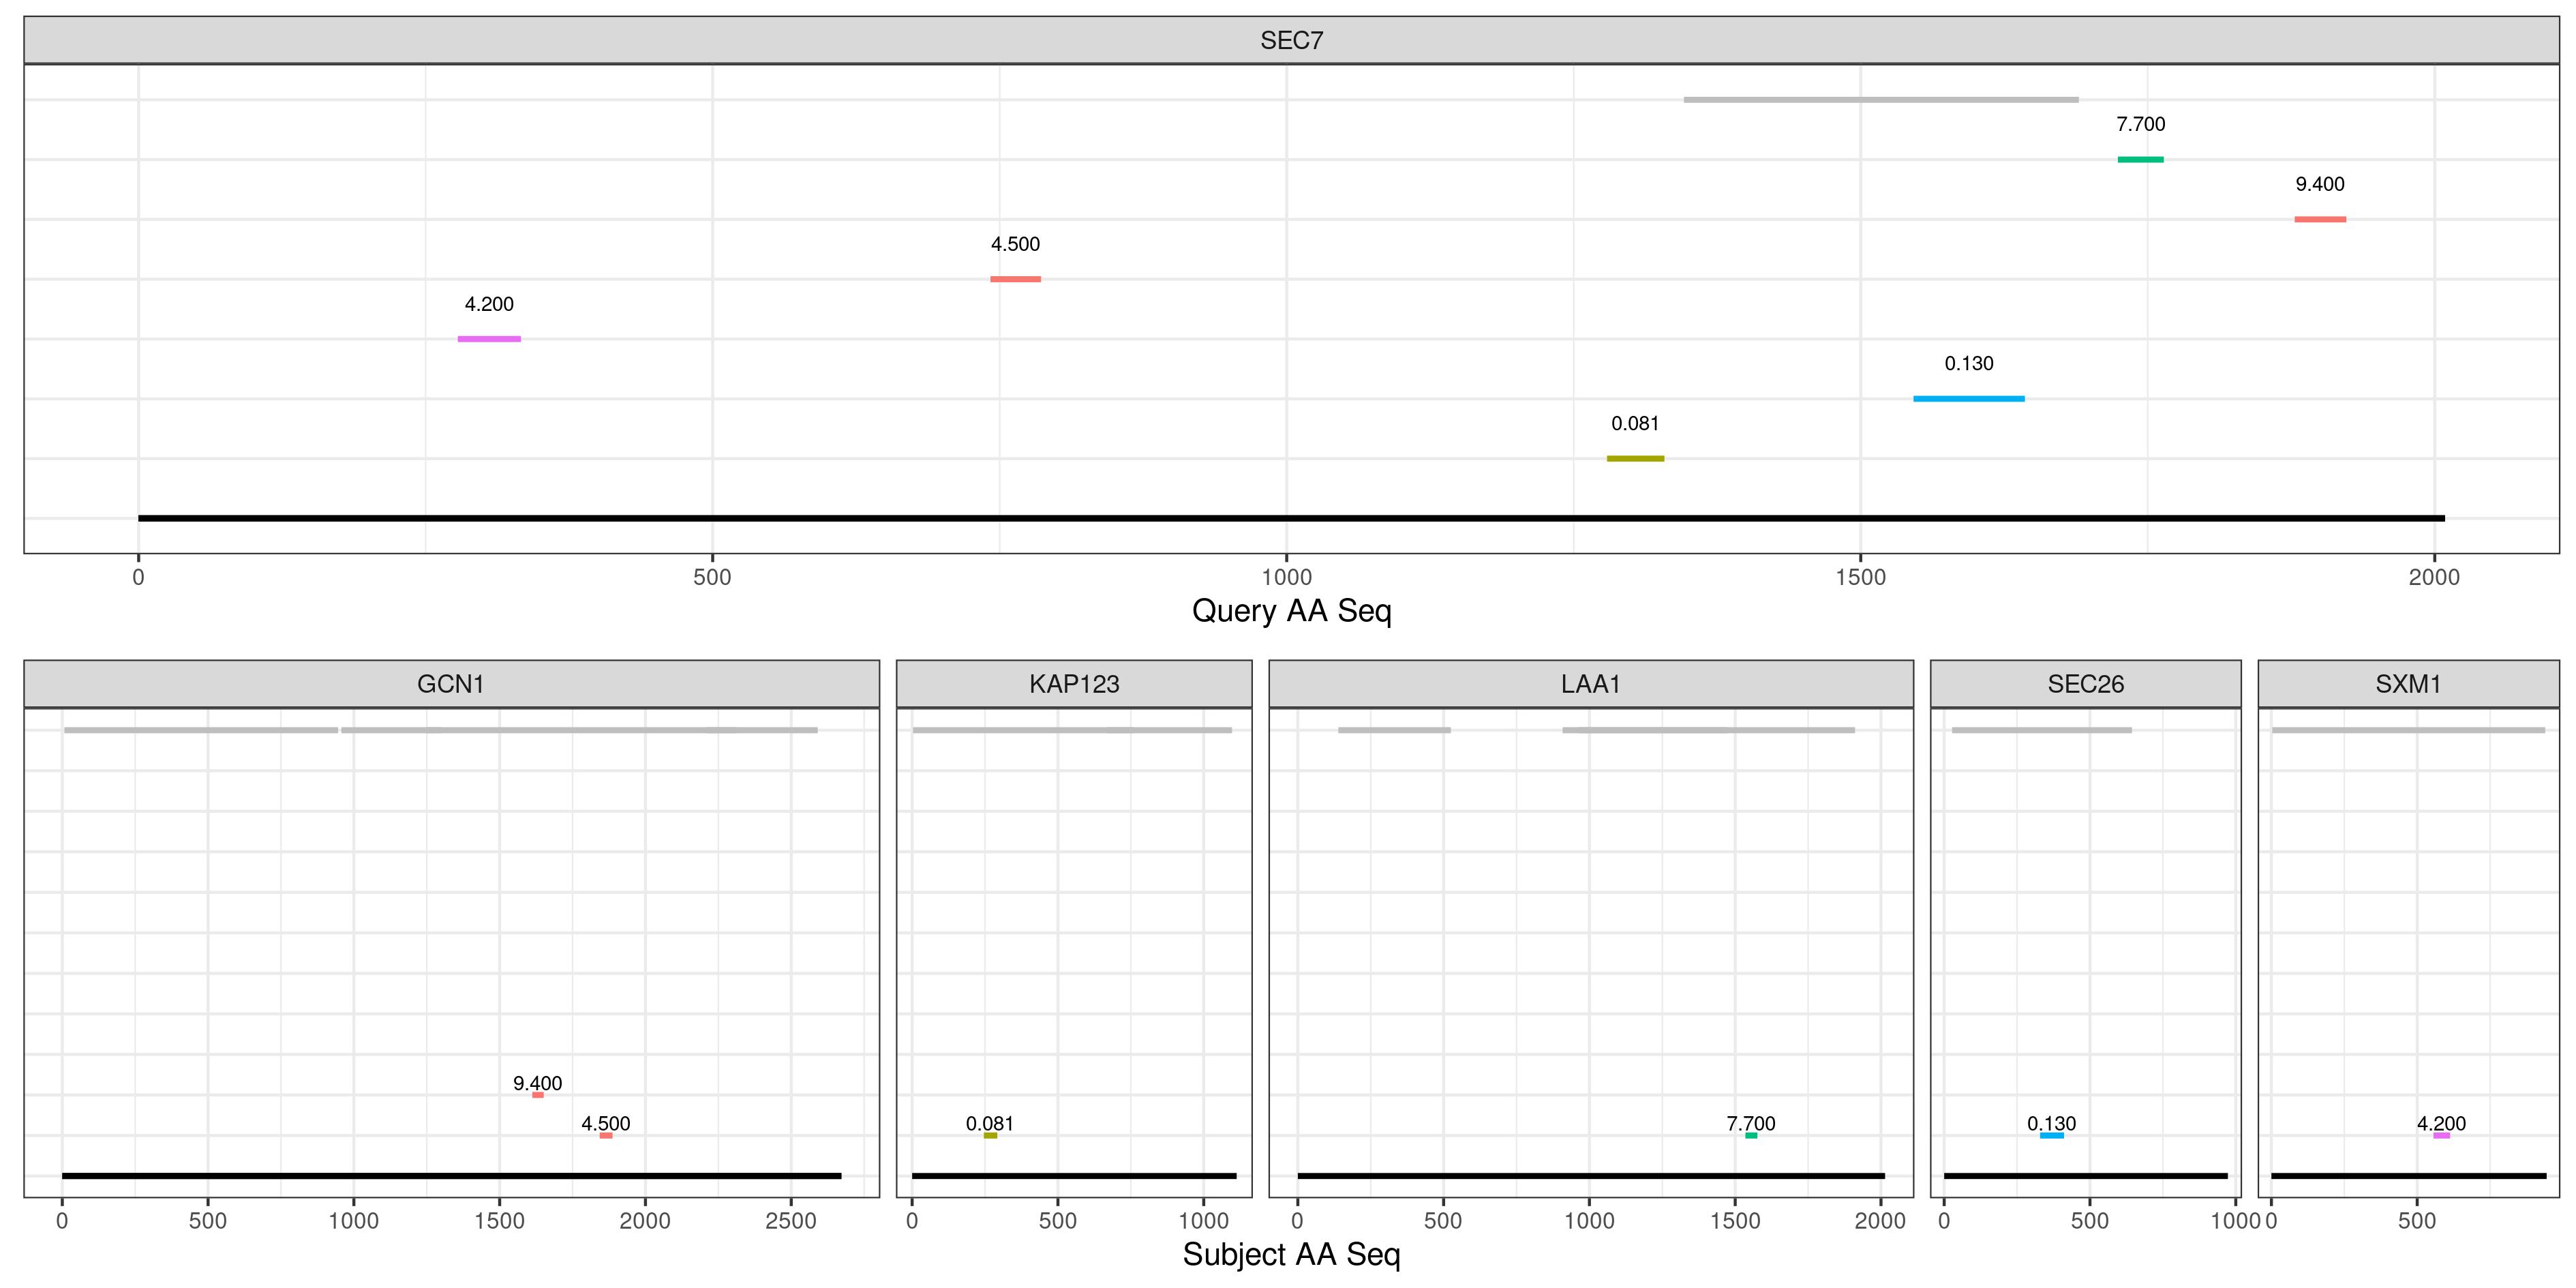 SEC7
7.700
9.400
4.500
4.200
0.130
0.081
0 500 1000 1500 2000
Query AA Seq
GCN1 KAP123 LAA1 SEC26 SXM1
9.400
4.500 0.081 7.700 0.130 4.200
0 500 1000 1500 2000 2500 0 500 1000 0 500 1000 1500 2000 0 500 1000 0 500
Subject AA Seq